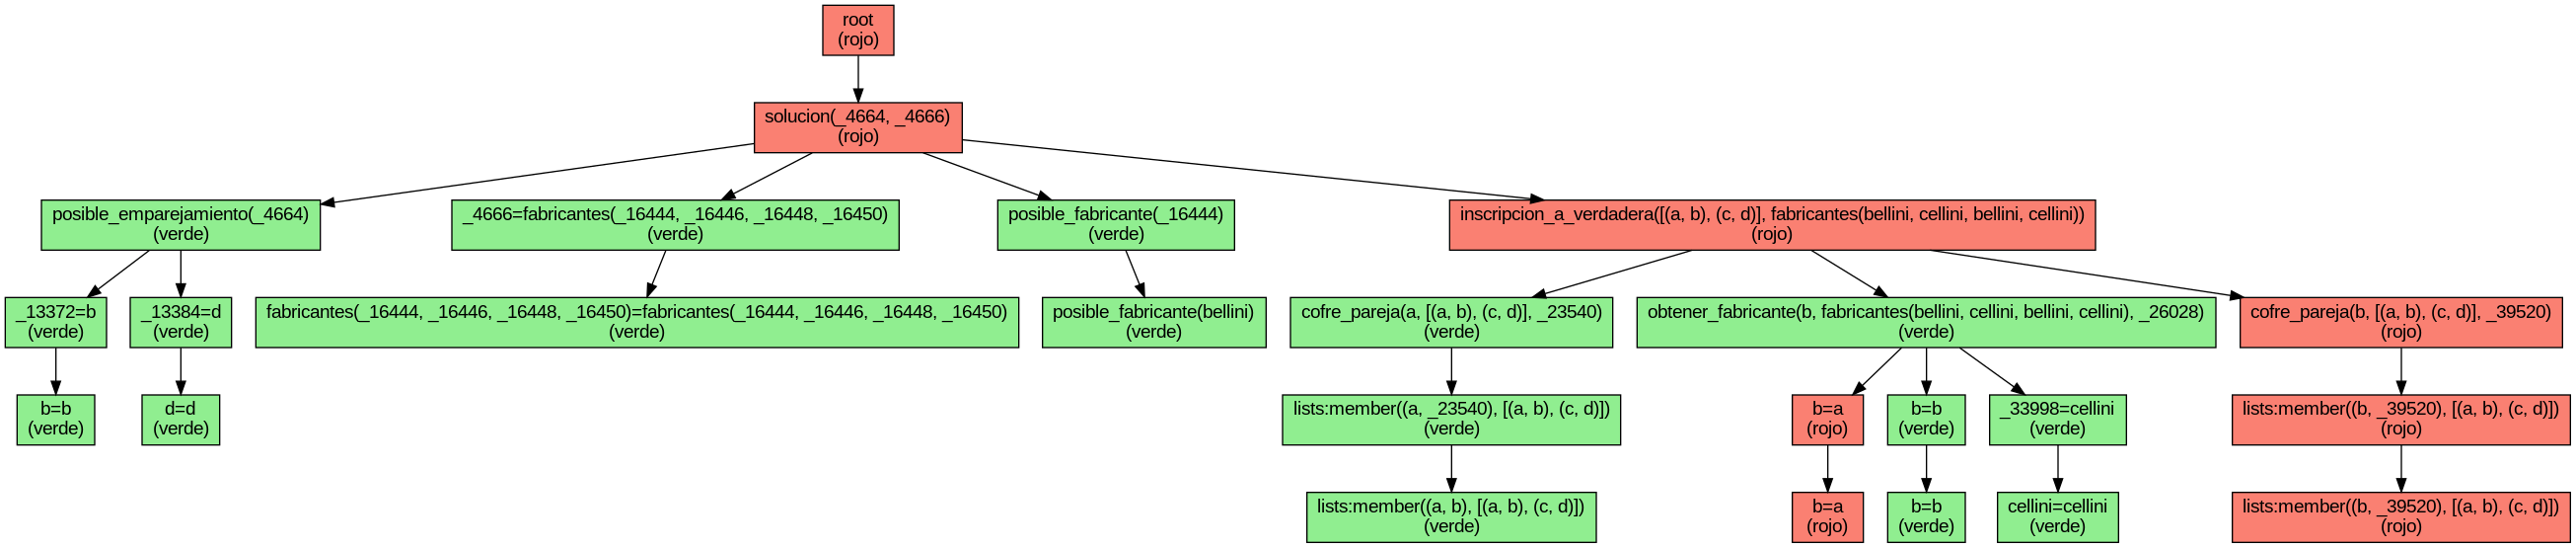 root
(rojo)
solucion(_4664, _4666)
(rojo)
posible_emparejamiento(_4664)
(verde)
_4666=fabricantes(_16444, _16446, _16448, _16450)
(verde)
posible_fabricante(_16444)
(verde)
inscripcion_a_verdadera([(a, b), (c, d)], fabricantes(bellini, cellini, bellini, cellini))
(rojo)
_13372=b
(verde)
_13384=d
(verde)
fabricantes(_16444, _16446, _16448, _16450)=fabricantes(_16444, _16446, _16448, _16450)
(verde)
posible_fabricante(bellini)
(verde)
cofre_pareja(a, [(a, b), (c, d)], _23540)
(verde)
obtener_fabricante(b, fabricantes(bellini, cellini, bellini, cellini), _26028)
(verde)
cofre_pareja(b, [(a, b), (c, d)], _39520)
(rojo)
b=b
(verde)
d=d
(verde)
lists:member((a, _23540), [(a, b), (c, d)])
(verde)
b=a
(rojo)
b=b
(verde)
_33998=cellini
(verde)
lists:member((b, _39520), [(a, b), (c, d)])
(rojo)
lists:member((a, b), [(a, b), (c, d)])
(verde)
b=a
(rojo)
b=b
(verde)
cellini=cellini
(verde)
lists:member((b, _39520), [(a, b), (c, d)])
(rojo)